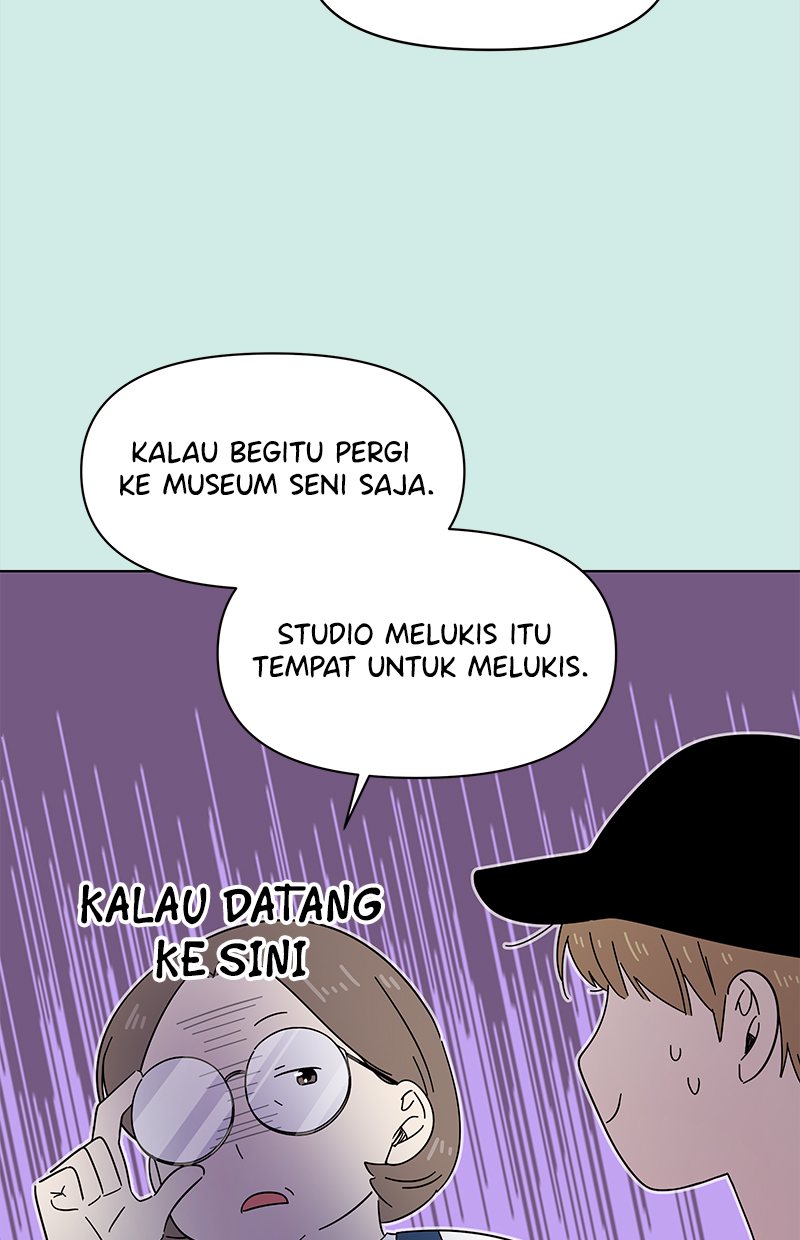 KALAU BEGITU PERGI
KE MUSEUM SENI SAJA.
STUDIO MELUKIS ITU
TEMPAT UNTUK MELUKIS.
KALAU DATANG
KE SINI